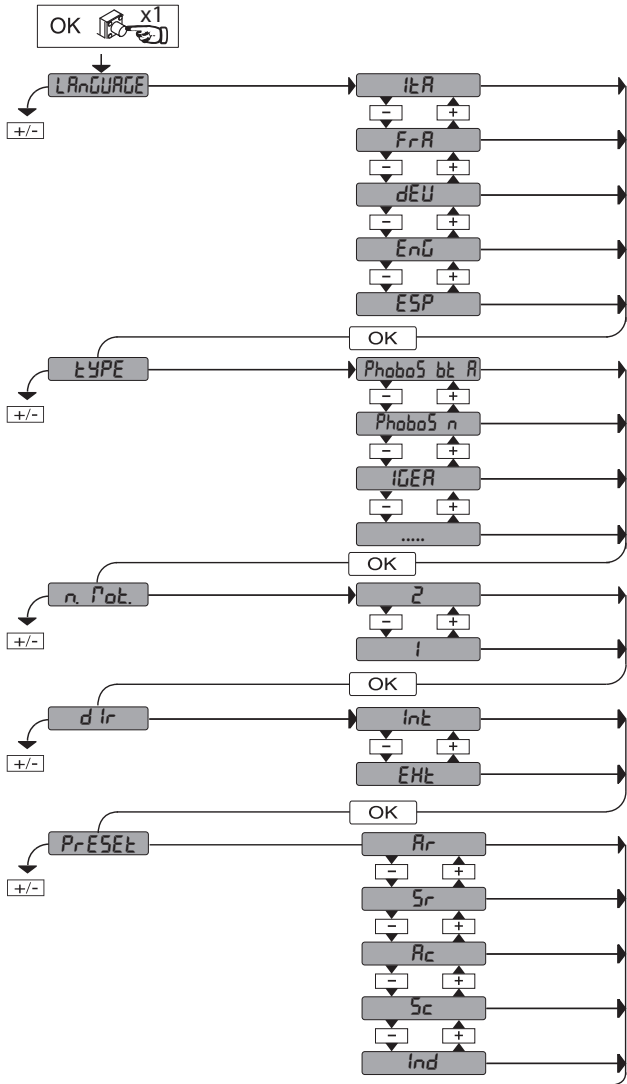 OK x1
LAnGUAGE ItA
- +
+/-
FrA
- +
dEU
- +
EnG
- +
ESP
OK
tYPE PhoboS bt A
- +
+/-
PhoboS n
- +
IGEA
- +
.....
OK
n. Mot. 2
- +
+/-
1
OK
dIr Int
- +
+/-
EHt
OK
PrESEt Ar
- +
+/-
Sr
- +
Ac
- +
Sc
- +
Ind